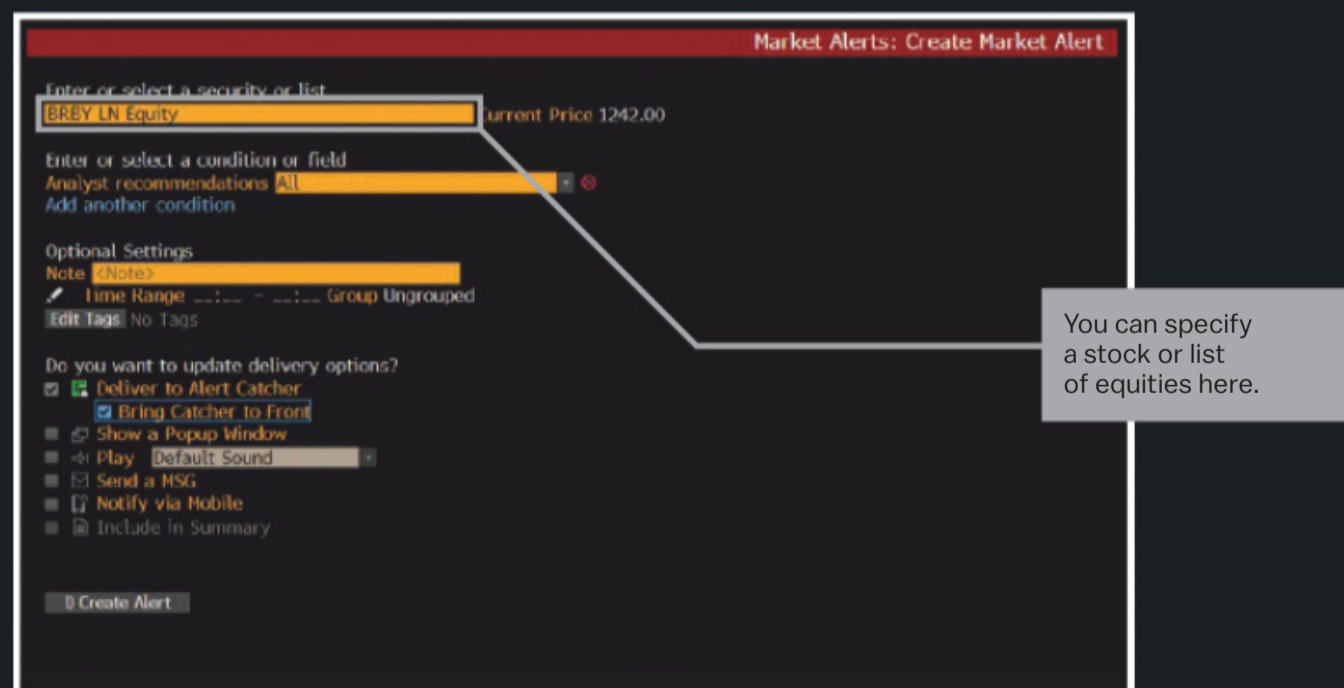 Market Alerts: Create Market Alert
Enter or select a security or list
BRBY LN Equity Current Price 1242.00
Enter or select a condition or field
Analyst recommendations All
Add another condition
Optional Settings
Note <Note>
Time Range __:__ - __:__ Group Ungrouped
Edit Tags No Tags
You can specify
a stock or list
of equities here.
Do you want to update delivery options?
Deliver to Alert Catcher
Bring Catcher to Front
Show a Popup Window
Play Default Sound
Send a MSG
Notify via Mobile
Include in Summary
Create Alert